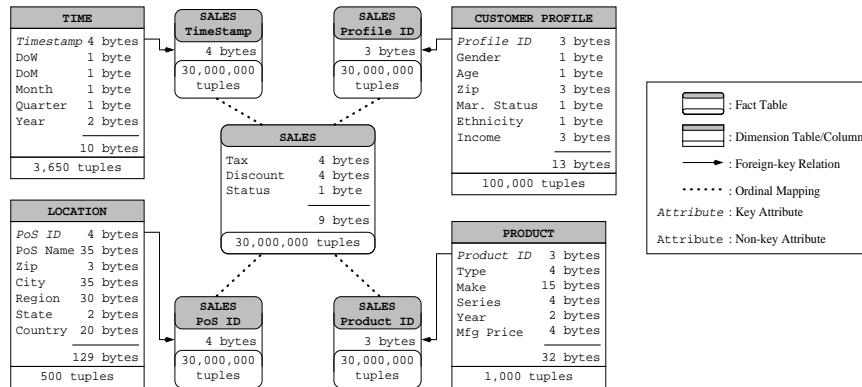 TIME
Timestamp 4 bytes
DoW 1 byte
DoM 1 byte
Month 1 byte
Quarter 1 byte
Year 2 bytes
10 bytes
3,650 tuples
SALES
TimeStamp
4 bytes
30,000,000
tuples
SALES
Profile ID
3 bytes
30,000,000
tuples
CUSTOMER PROFILE
Profile ID 3 bytes
Gender 1 byte
Age 1 byte
Zip 3 bytes
Mar. Status 1 byte
Ethnicity 1 byte
Income 3 bytes
13 bytes
100,000 tuples
SALES
Tax 4 bytes
Discount 4 bytes
Status 1 byte
9 bytes
30,000,000 tuples
LOCATION
PoS ID 4 bytes
PoS Name 35 bytes
Zip 3 bytes
City 35 bytes
Region 30 bytes
State 2 bytes
Country 20 bytes
129 bytes
500 tuples
SALES
PoS ID
4 bytes
30,000,000
tuples
SALES
Product ID
3 bytes
30,000,000
tuples
PRODUCT
Product ID 3 bytes
Type 4 bytes
Make 15 bytes
Series 4 bytes
Year 2 bytes
Mfg Price 4 bytes
32 bytes
1,000 tuples
: Fact Table
: Dimension Table/Column
: Foreign-key Relation
: Ordinal Mapping
Attribute : Key Attribute
Attribute : Non-key Attribute